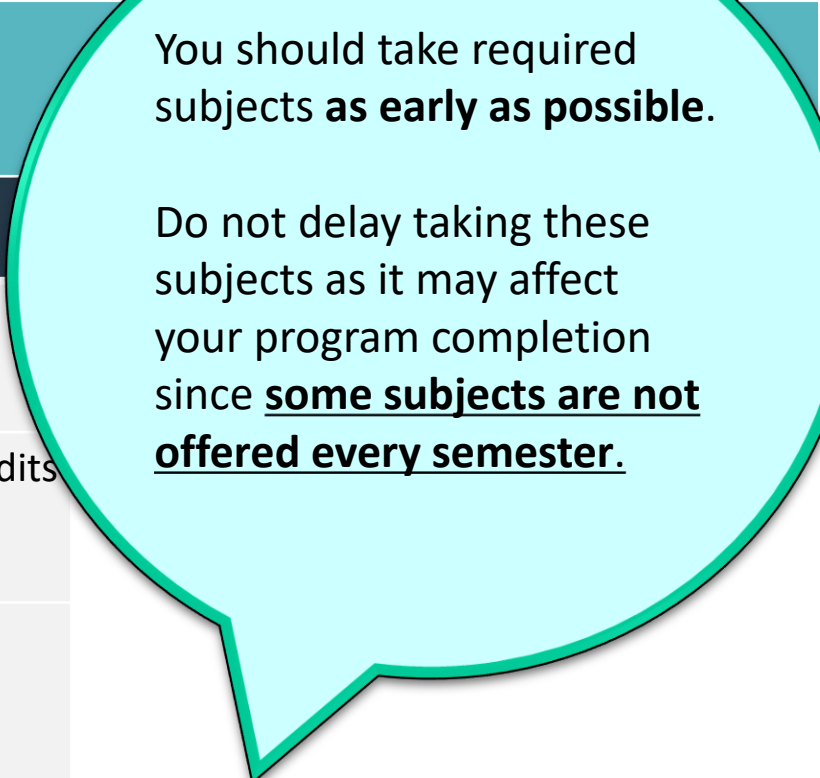 You should take required
subjects as early as possible.
Do not delay taking these
subjects as it may affect
your program completion
since some subjects are not
offered every semester.
dits